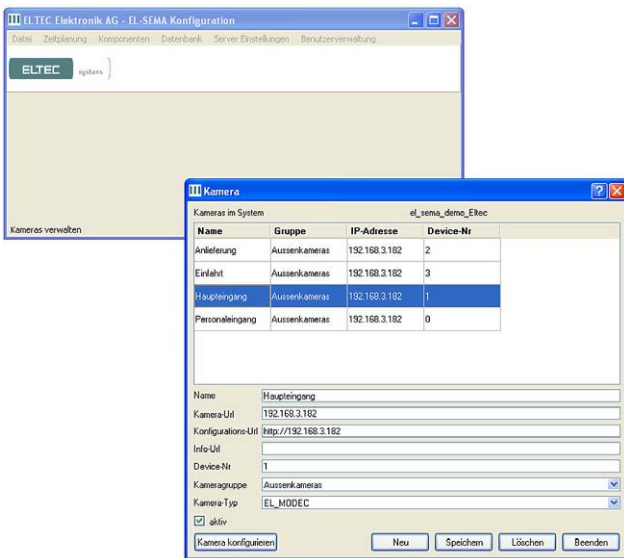 ELTEC Elektronik AG - EL-SEMA Konfiguration
Datei Zeitplanung Komponenten Datenbank Server Einstellungen Benutzerverwaltung
ELTEC systems
Kameras verwalten
Kamera
Kameras im System el_sema_demo_Eltec
Name Gruppe IP-Adresse Device-Nr
Anlieferung Aussenkameras 192.168.3.182 2
Einfahrt Aussenkameras 192.168.3.182 3
Haupteingang Aussenkameras 192.168.3.182 1
Personaleingang Aussenkameras 192.168.3.182 0
Name Haupteingang
Kamera-Url 192.168.3.182
Konfigurations-Url http://192.168.3.182
Info-Url
Device-Nr 1
Kameragruppe Aussenkameras
Kamera-Typ EL_MODEC
aktiv
Kamera konfigurieren Neu Speichern Löschen Beenden